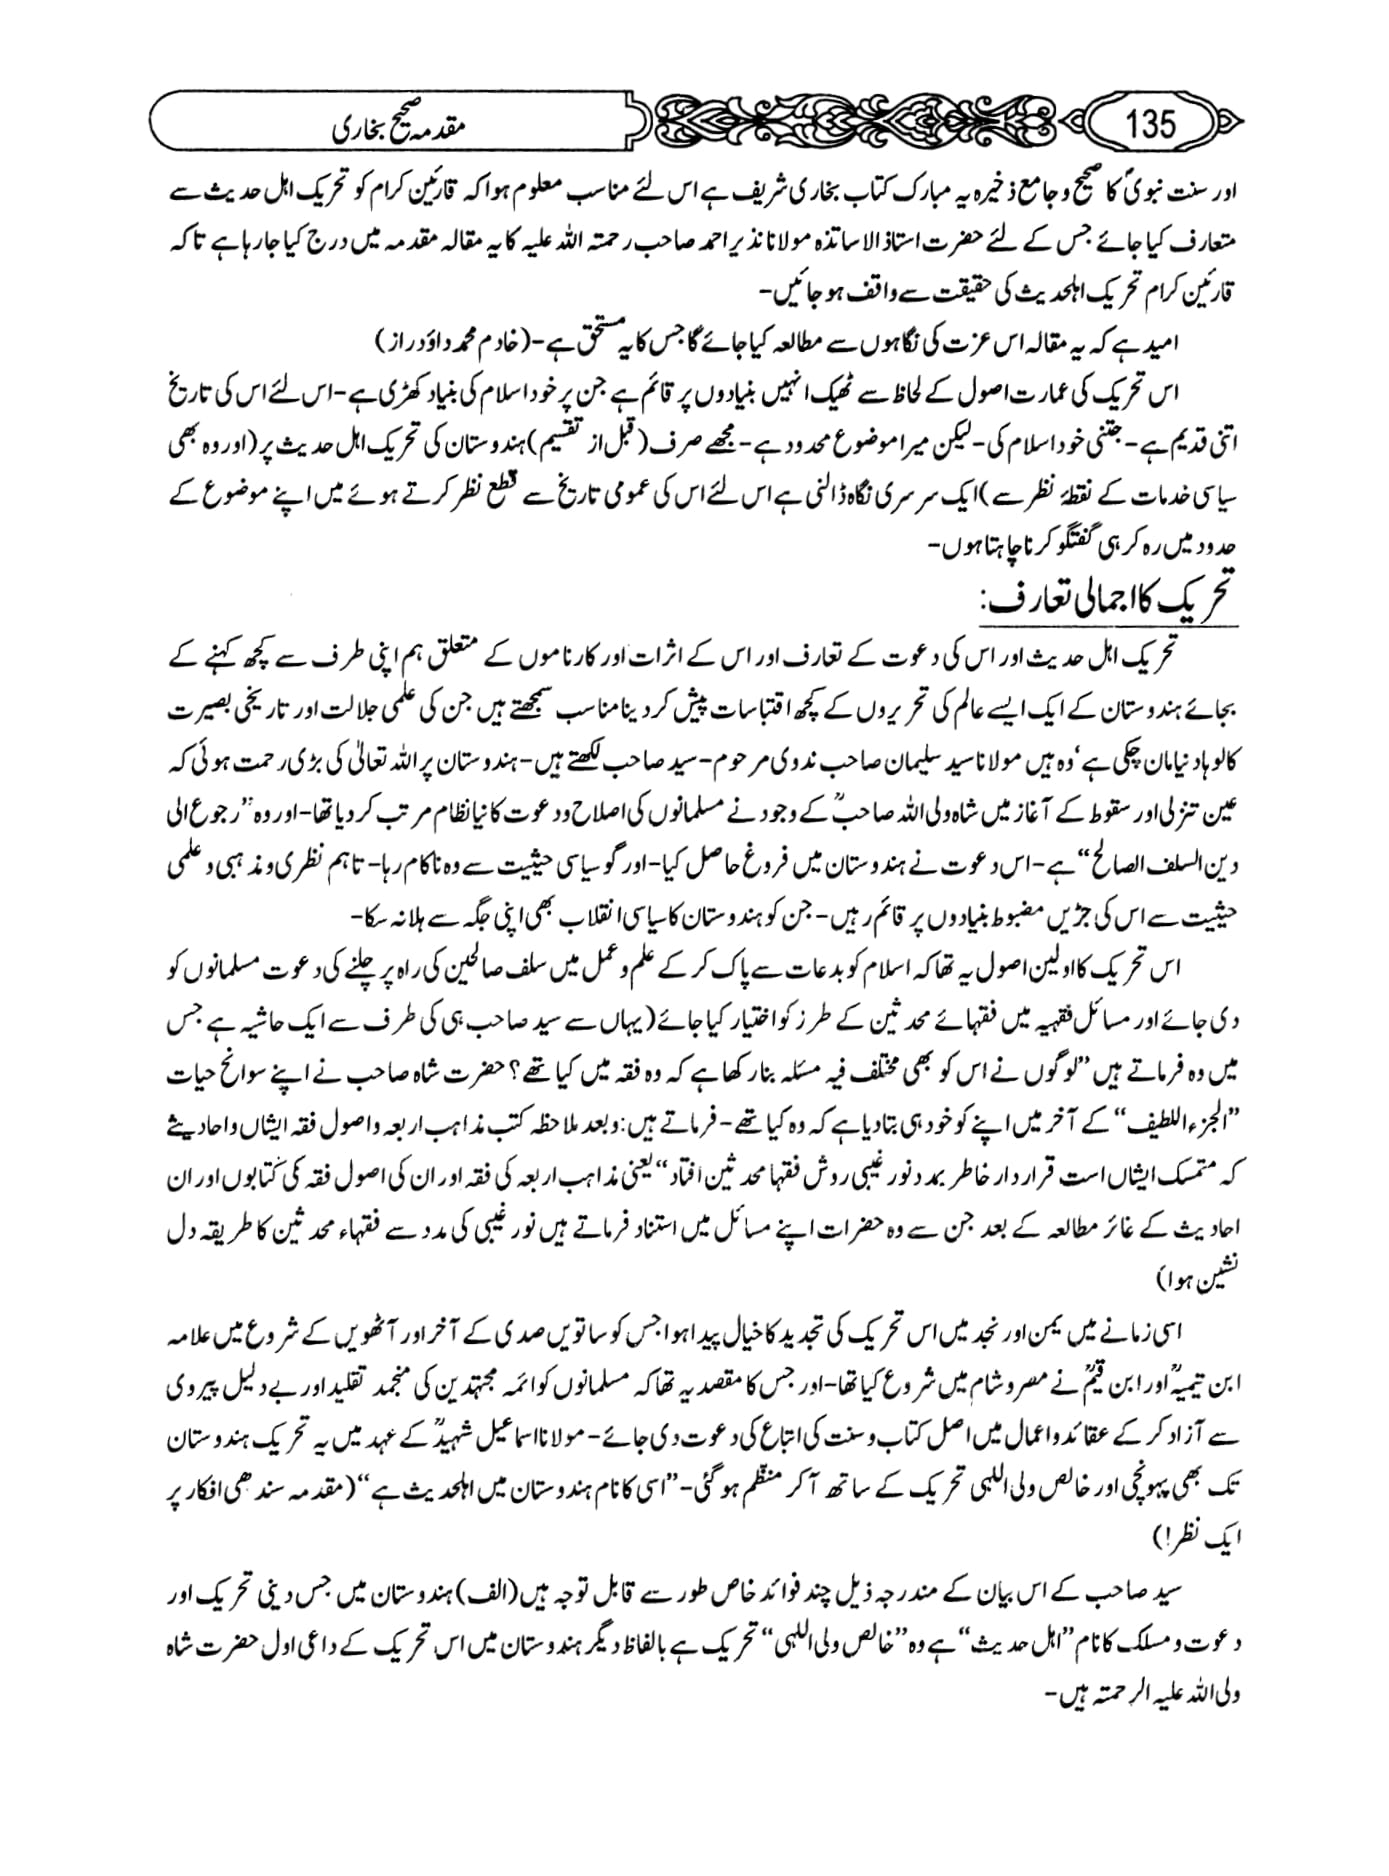 135
مقدمہ صحیح بخاری
اور سنت نبویؐ کا صحیح و جامع ذخیرہ یہ مبارک کتاب بخاری شریف ہے اس لئے مناسب معلوم ہوا کہ قارئین کرام کو تحریک اہل حدیث سے
متعارف کیا جائے جس کے لئے حضرت استاذ الاساتذہ مولانا نذیر احمد صاحب رحمتہ اللہ علیہ کا یہ مقالہ مقدمہ میں درج کیا جا رہا ہے تا کہ
قارئین کرام تحریک اہلحدیث کی حقیقت سے واقف ہو جائیں۔
امید ہے کہ یہ مقالہ اس عزت کی نگاہوں سے مطالعہ کیا جائے گا جس کا یہ مستحق ہے۔ (خادم محمد داؤد راز)
اس تحریک کی عمارت اصول کے لحاظ سے ٹھیک انہیں بنیادوں پر قائم ہے جن پر خود اسلام کی بنیاد کھڑی ہے۔ اس لئے اس کی تاریخ
اتنی قدیم ہے۔ جتنی خود اسلام کی۔ لیکن میرا موضوع محدود ہے۔ مجھے صرف (قبل از تقسیم) ہندوستان کی تحریک اہل حدیث پر (اور وہ بھی
سیاسی خدمات کے نقطۂ نظر سے) ایک سرسری نگاہ ڈالنی ہے اس لئے اس کی عمومی تاریخ سے قطع نظر کرتے ہوئے میں اپنے موضوع کے
حدود میں رہ کر ہی گفتگو کرنا چاہتا ہوں۔
تحریک کا اجمالی تعارف:
تحریک اہل حدیث اور اس کی دعوت کے تعارف اور اس کے اثرات اور کارناموں کے متعلق ہم اپنی طرف سے کچھ کہنے کے
بجائے ہندوستان کے ایک ایسے عالم کی تحریروں کے کچھ اقتباسات پیش کر دینا مناسب سمجھتے ہیں جن کی علمی جلالت اور تاریخی بصیرت
کا لوہا دنیا مان چکی ہے‘ وہ ہیں مولانا سید سلیمان صاحب ندوی مرحوم۔ سید صاحب لکھتے ہیں۔ ہندوستان پر اللہ تعالیٰ کی بڑی رحمت ہوئی کہ
عین تنزلی اور سقوط کے آغاز میں شاہ ولی اللہ صاحبؒ کے وجود نے مسلمانوں کی اصلاح و دعوت کا نیا نظام مرتب کر دیا تھا۔ اور وہ ”رجوع الی
دین السلف الصالح“ ہے۔ اس دعوت نے ہندوستان میں فروغ حاصل کیا۔ اور گو سیاسی حیثیت سے وہ ناکام رہا۔ تاہم نظری و مذہبی و علمی
حیثیت سے اس کی جڑیں مضبوط بنیادوں پر قائم رہیں۔ جن کو ہندوستان کا سیاسی انقلاب بھی اپنی جگہ سے ہلا نہ سکا۔
اس تحریک کا اولین اصول یہ تھا کہ اسلام کو بدعات سے پاک کر کے علم و عمل میں سلف صالحین کی راہ پر چلنے کی دعوت مسلمانوں کو
دی جائے اور مسائل فقہیہ میں فقہائے محدثین کے طرز کو اختیار کیا جائے (یہاں سے سید صاحب ہی کی طرف سے ایک حاشیہ ہے جس
میں وہ فرماتے ہیں ”لوگوں نے اس کو بھی مختلف فیہ مسئلہ بنا رکھا ہے کہ وہ فقہ میں کیا تھے؟ حضرت شاہ صاحب نے اپنے سوانح حیات
”الجزء اللطیف“ کے آخر میں اپنے کو خود ہی بتا دیا ہے کہ وہ کیا تھے۔ فرماتے ہیں: وبعد ملاحظہ کتب مذاہب اربعہ و اصول فقہ ایشاں و احادیثے
کہ متمسک ایشاں است قرار دار خاطر بمدد نور غیبی روش فقہا محدثین افتاد“ یعنی مذاہب اربعہ کی فقہ اور ان کی اصول فقہ کی کتابوں اور ان
احادیث کے غائر مطالعہ کے بعد جن سے وہ حضرات اپنے مسائل میں استناد فرماتے ہیں نور غیبی کی مدد سے فقہاء محدثین کا طریقہ دل
نشین ہوا)
اسی زمانے میں یمن اور نجد میں اس تحریک کی تجدید کا خیال پیدا ہوا جس کو ساتویں صدی کے آخر اور آٹھویں کے شروع میں علامہ
ابن تیمیہؒ اور ابن قیمؒ نے مصر و شام میں شروع کیا تھا۔ اور جس کا مقصد یہ تھا کہ مسلمانوں کو ائمہ مجتہدین کی منجمد تقلید اور بے دلیل پیروی
سے آزاد کر کے عقائد و اعمال میں اصل کتاب و سنت کی اتباع کی دعوت دی جائے۔ مولانا اسماعیل شہیدؒ کے عہد میں یہ تحریک ہندوستان
تک بھی پہونچی اور خالص ولی اللہی تحریک کے ساتھ آ کر منظم ہو گئی۔ ”اسی کا نام ہندوستان میں اہلحدیث ہے“ (مقدمہ سندھی افکار پر
ایک نظر!)
سید صاحب کے اس بیان کے مندرجہ ذیل چند فوائد خاص طور سے قابل توجہ ہیں (الف) ہندوستان میں جس دینی تحریک اور
دعوت و مسلک کا نام ”اہل حدیث“ ہے وہ ”خالص ولی اللہی“ تحریک ہے بالفاظ دیگر ہندوستان میں اس تحریک کے داعی اول حضرت شاہ
ولی اللہ علیہ الرحمتہ ہیں۔